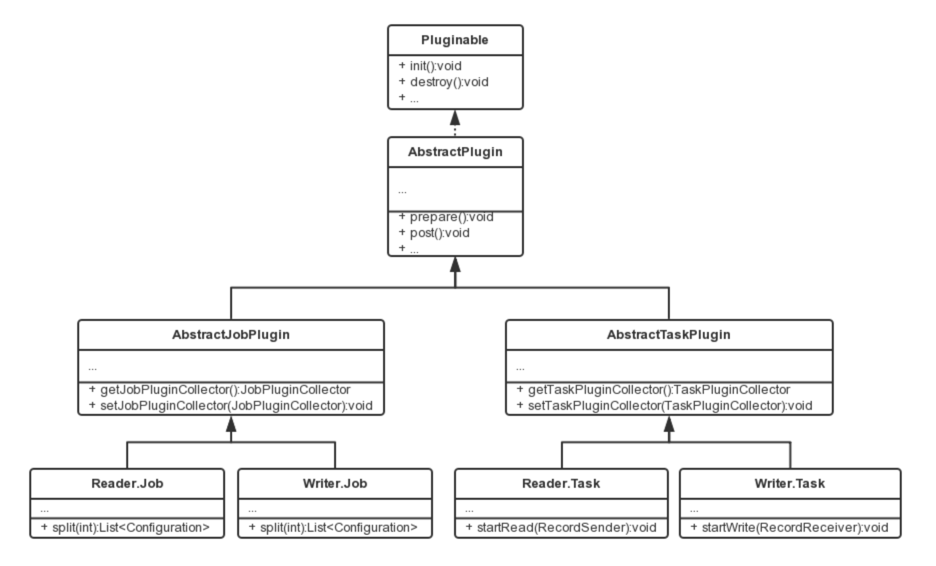 Pluginable
+ init():void
+ destroy():void
+ ...
AbstractPlugin
...
+ prepare():void
+ post():void
+ ...
AbstractJobPlugin
...
+ getJobPluginCollector():JobPluginCollector
+ setJobPluginCollector(JobPluginCollector):void
AbstractTaskPlugin
...
+ getTaskPluginCollector():TaskPluginCollector
+ setTaskPluginCollector(TaskPluginCollector):void
Reader.Job
...
+ split(int):List<Configuration>
Writer.Job
...
+ split(int):List<Configuration>
Reader.Task
...
+ startRead(RecordSender):void
Writer.Task
...
+ startWrite(RecordReceiver):void